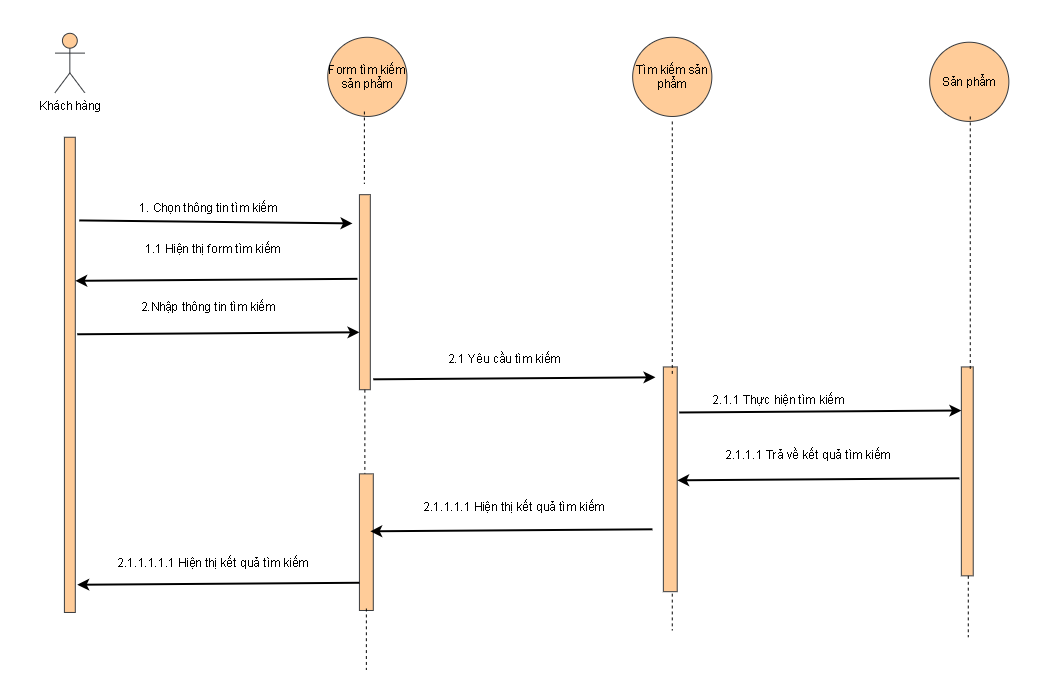 Khách hàng
Form tìm kiếm
sản phẩm
Tìm kiếm sản
phẩm
Sản phẩm
1. Chọn thông tin tìm kiếm
1.1 Hiện thị form tìm kiếm
2.Nhập thông tin tìm kiếm
2.1 Yêu cầu tìm kiếm
2.1.1 Thực hiện tìm kiếm
2.1.1.1 Trả về kết quả tìm kiếm
2.1.1.1.1 Hiện thị kết quả tìm kiếm
2.1.1.1.1.1 Hiện thị kết quả tìm kiếm